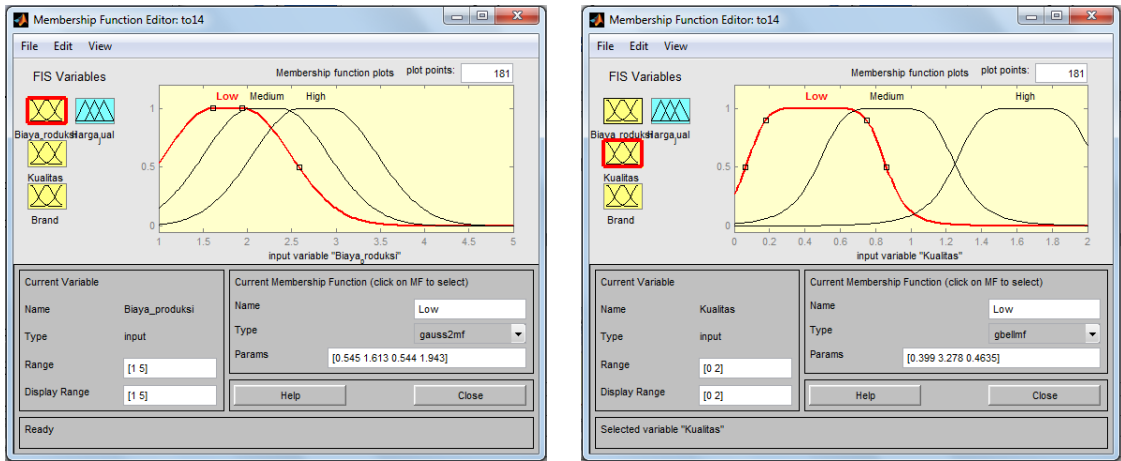 Membership Function Editor: to14
File Edit View
FIS Variables
Membership function plots plot points: 181
Low Medium High
1
0.5
0
1 1.5 2 2.5 3 3.5 4 4.5 5
input variable "Biaya_produksi"
Biaya_roduksi
Harga_jual
Kualitas
Brand
Current Variable
Name Biaya_produksi
Type input
Range [1 5]
Display Range [1 5]
Current Membership Function (click on MF to select)
Name Low
Type gauss2mf
Params [0.545 1.613 0.544 1.943]
Help Close
Ready
Membership Function Editor: to14
File Edit View
FIS Variables
Membership function plots plot points: 181
Low Medium High
1
0.5
0
0 0.2 0.4 0.6 0.8 1 1.2 1.4 1.6 1.8 2
input variable "Kualitas"
Biaya_roduksi
Harga_jual
Kualitas
Brand
Current Variable
Name Kualitas
Type input
Range [0 2]
Display Range [0 2]
Current Membership Function (click on MF to select)
Name Low
Type gbellmf
Params [0.399 3.278 0.4635]
Help Close
Selected variable "Kualitas"